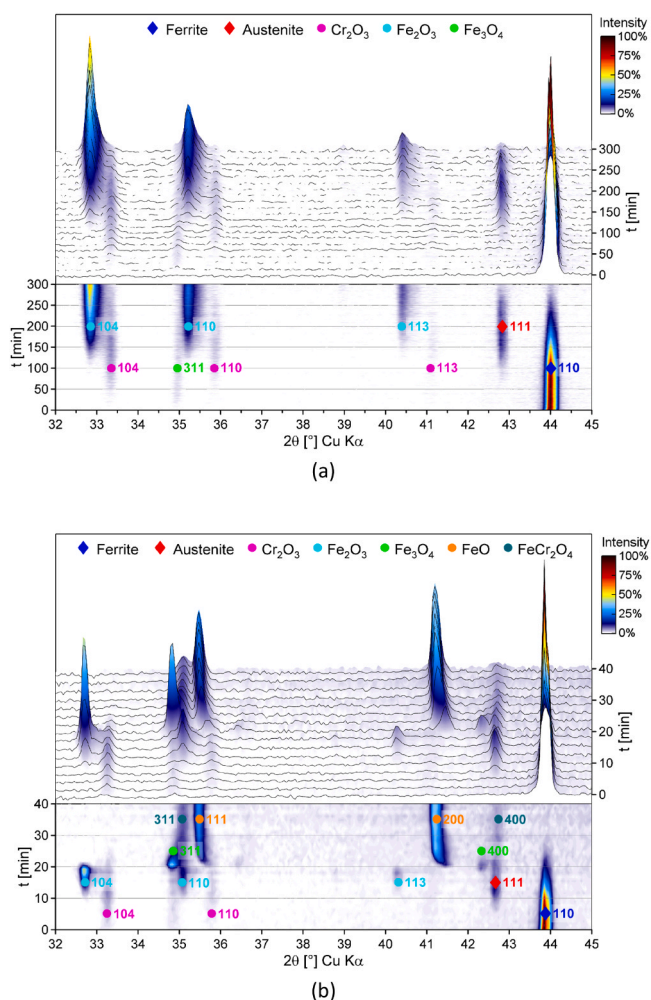 Ferrite Austenite Cr₂O₃ Fe₂O₃ Fe₃O₄
Intensity
100%
75%
50%
25%
0%
300
250
200
150
100
50
0
t [min]
300
250
200
150
100
50
0
t [min]
104 110 113 111
104 311 110 113 110
32 33 34 35 36 37 38 39 40 41 42 43 44 45
2θ [°] Cu Kα
(a)
Ferrite Austenite Cr₂O₃ Fe₂O₃ Fe₃O₄ FeO FeCr₂O₄
Intensity
100%
75%
50%
25%
0%
40
30
20
10
0
t [min]
40
30
20
10
0
t [min]
311 111 200 400
311 400
104 110 113 111
104 110 110
32 33 34 35 36 37 38 39 40 41 42 43 44 45
2θ [°] Cu Kα
(b)